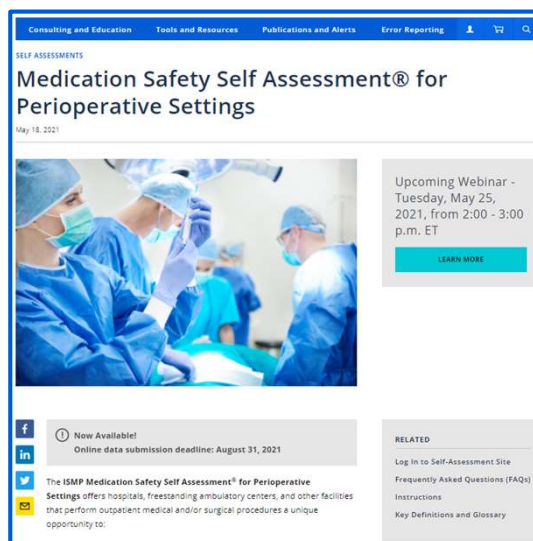 Consulting and Education Tools and Resources Publications and Alerts Error Reporting
SELF ASSESSMENTS
Medication Safety Self Assessment® for
Perioperative Settings
May 18, 2021
Upcoming Webinar -
Tuesday, May 25,
2021, from 2:00 - 3:00
p.m. ET
LEARN MORE
Now Available!
Online data submission deadline: August 31, 2021
The ISMP Medication Safety Self Assessment® for Perioperative
Settings offers hospitals, freestanding ambulatory centers, and other facilities
that perform outpatient medical and/or surgical procedures a unique
opportunity to:
RELATED
Log In to Self-Assessment Site
Frequently Asked Questions (FAQs)
Instructions
Key Definitions and Glossary